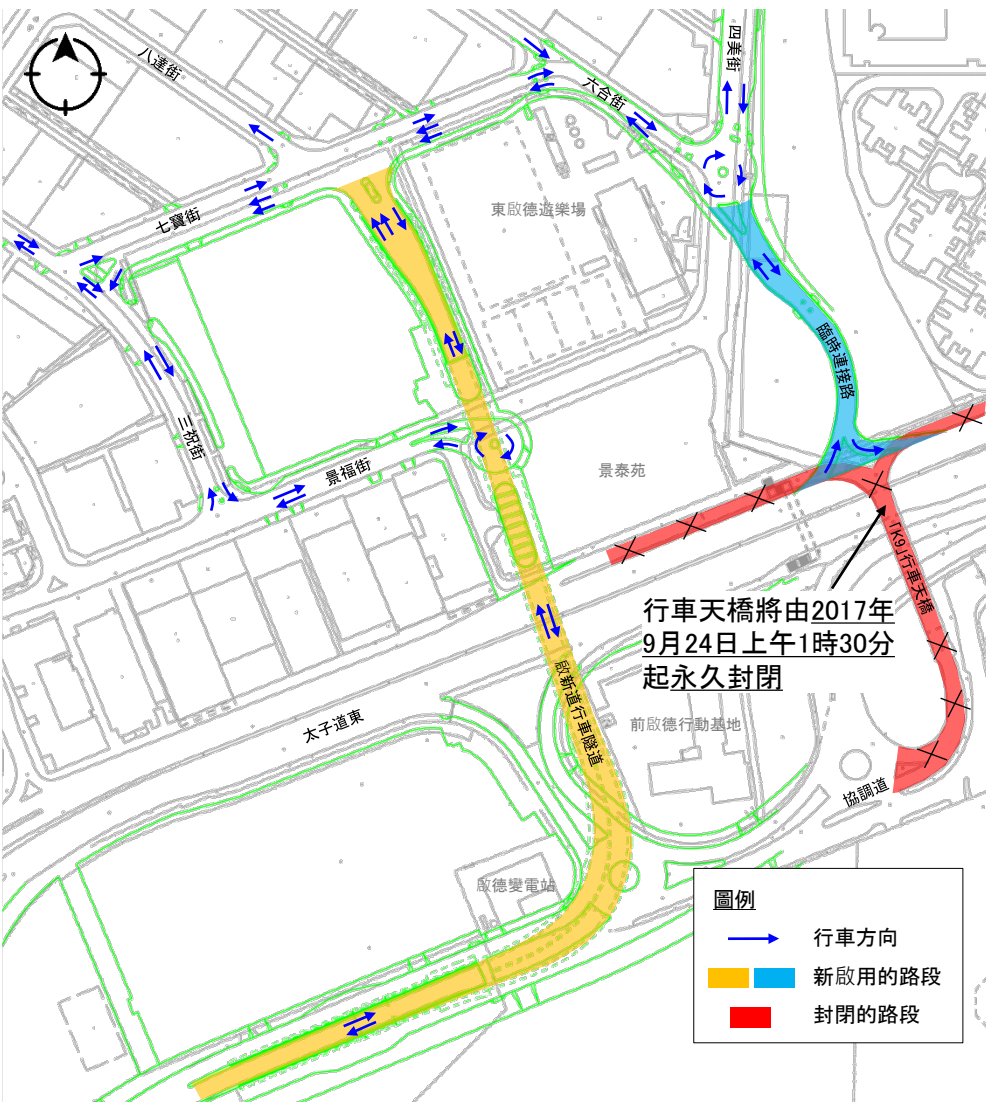 八達街
四美街
六合街
東啟德遊樂場
七寶街
臨時連接路
三祝街
景福街
景泰苑
「K9」行車天橋
行車天橋將由2017年
9月24日上午1時30分
起永久封閉
啟新道行車隧道
太子道東
前啟德行動基地
協調道
啟德變電站
圖例
行車方向
新啟用的路段
封閉的路段